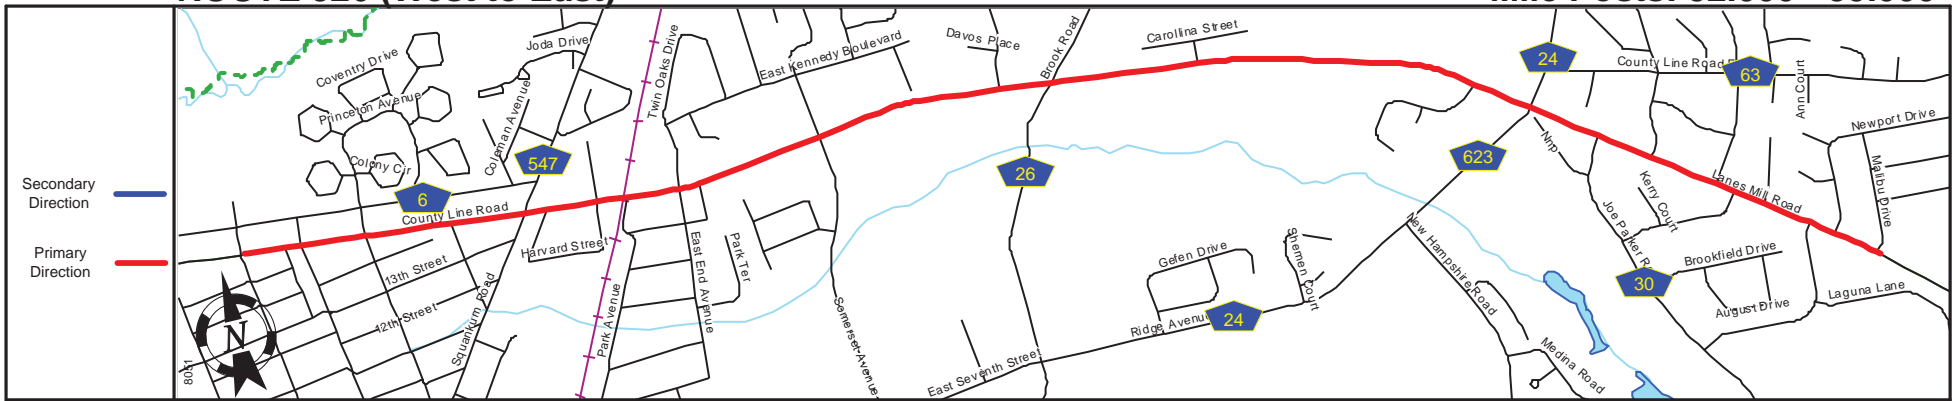 Secondary
Direction
Primary
Direction
Coventry Drive
Princeton Avenue
Colony Cir
6
County Line Road
13th Street
12th Street
8051
N
Joda Drive
Coleman Avenue
547
Harvard Street
Squankum Road
Twin Oaks Drive
Park Avenue
East End Avenue
Park Ter
East Kennedy Boulevard
Davos Place
Brook Road
Somerset Avenue
26
East Seventh Street
Carollina Street
Gefen Drive
Shemen Court
Ridge Avenue
24
24
623
New Hampshire Road
Medina Road
County Line Road E
63
Ann Court
Newport Drive
Malibu Drive
Lanes Mill Road
Kerry Court
Joe Parker R
30
Brookfield Drive
August Drive
Laguna Lane